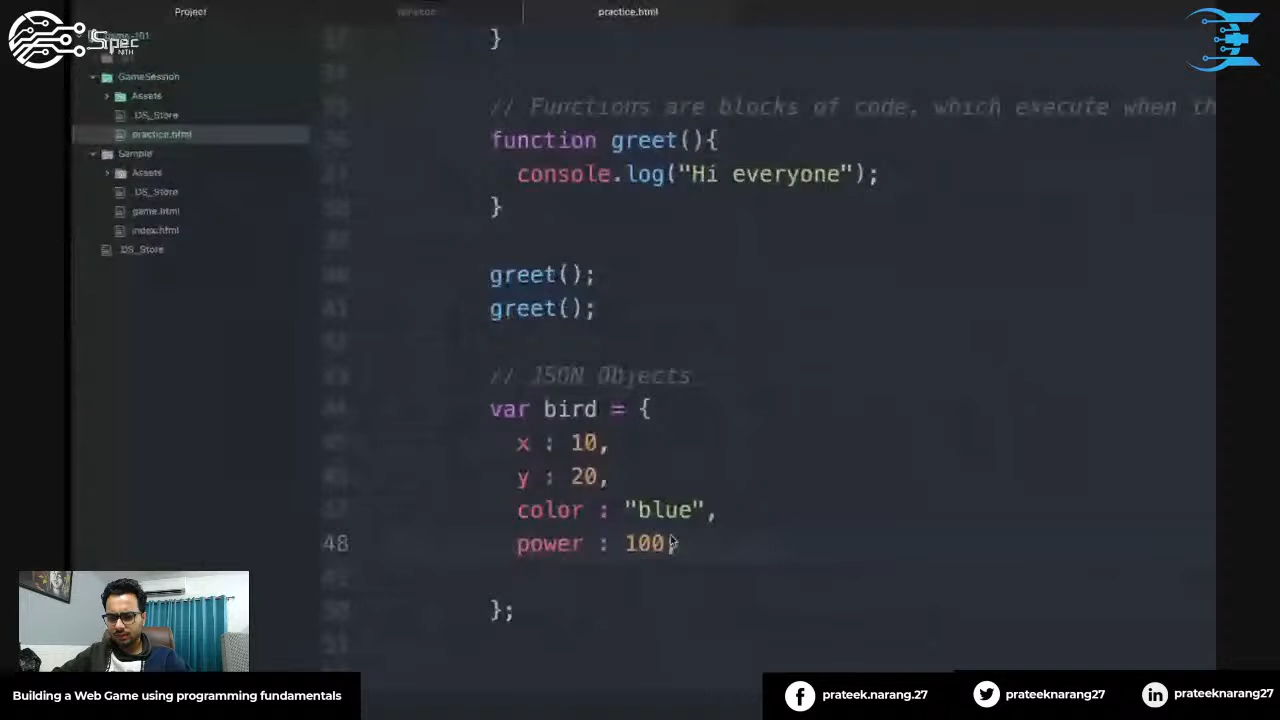 Project
practice.html
Spec
NITH
GameSession
Assets
.DS_Store
practice.html
Sample
Assets
.DS_Store
game.html
index.html
.DS_Store
}
// Functions are blocks of code, which execute when th
function greet(){
console.log("Hi everyone");
}
greet();
greet();
// JSON Objects
var bird = {
x : 10,
y : 20,
color : "blue",
48 power : 100,
};
Building a Web Game using programming fundamentals
prateek.narang.27
prateeknarang27
prateeknarang27